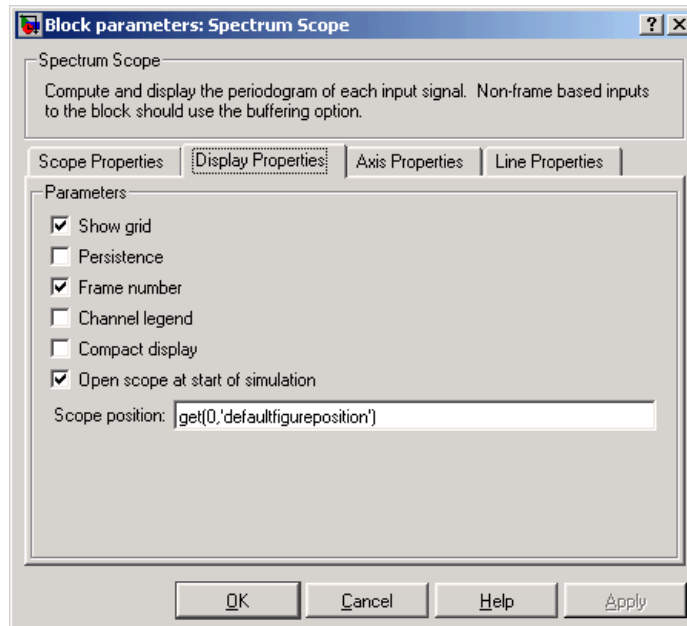 Block parameters: Spectrum Scope
Spectrum Scope
Compute and display the periodogram of each input signal. Non-frame based inputs
to the block should use the buffering option.
Scope Properties Display Properties Axis Properties Line Properties
Parameters
Show grid
Persistence
Frame number
Channel legend
Compact display
Open scope at start of simulation
Scope position: get(0,'defaultfigureposition')
OK Cancel Help Apply